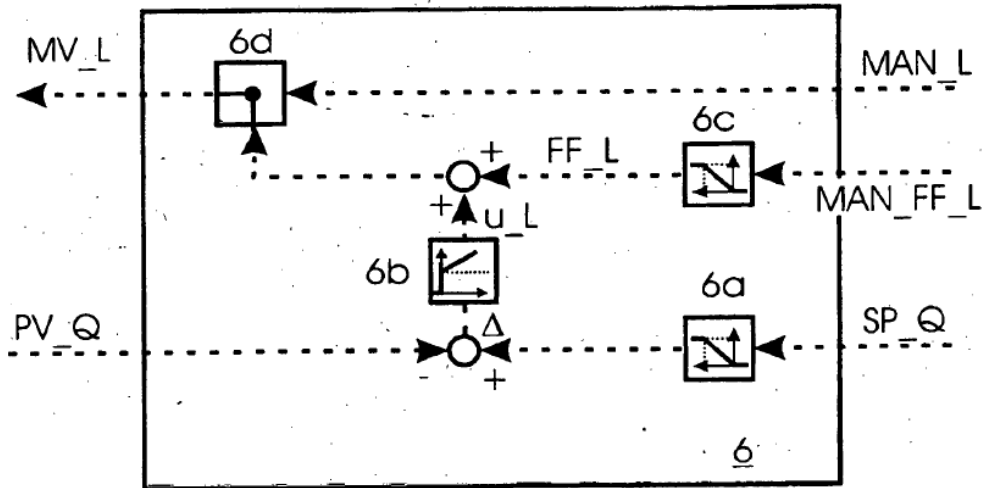 6d
MV_L
MAN_L
6c
+
FF_L
MAN_FF_L
+
u_L
6b
6a
PV_Q
Δ
SP_Q
-
+
6